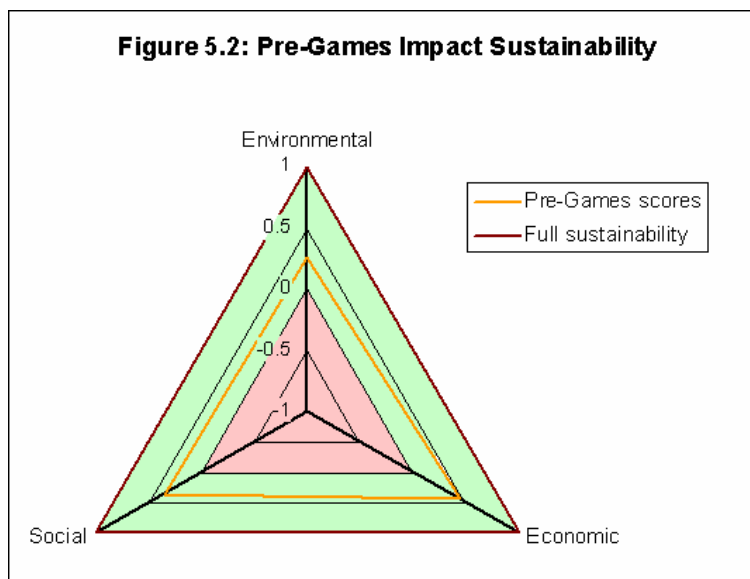 Figure 5.2: Pre-Games Impact Sustainability
Environmental
1
0.5
0
-0.5
-1
Pre-Games scores
Full sustainability
Social
Economic